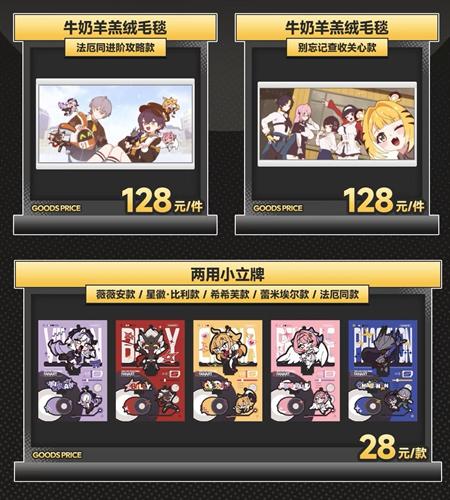 牛奶羊羔绒毛毯
法厄同进阶攻略款
GOODS PRICE
128元/件
牛奶羊羔绒毛毯
别忘记查收关心款
GOODS PRICE
128元/件
两用小立牌
薇薇安款 / 星徽·比利款 / 希希芙款 / 蕾米埃尔款 / 法厄同款
GOODS PRICE
28元/款